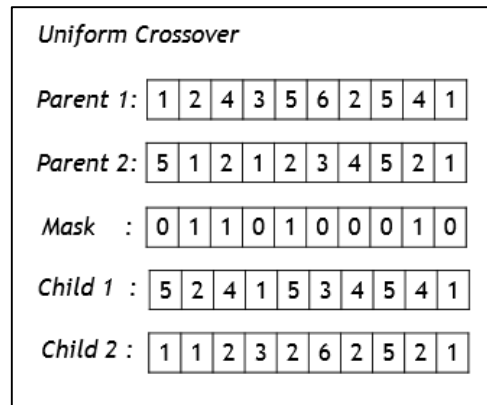 Uniform Crossover
Parent 1: 1 2 4 3 5 6 2 5 4 1
Parent 2: 5 1 2 1 2 3 4 5 2 1
Mask : 0 1 1 0 1 0 0 0 1 0
Child 1 : 5 2 4 1 5 3 4 5 4 1
Child 2 : 1 1 2 3 2 6 2 5 2 1